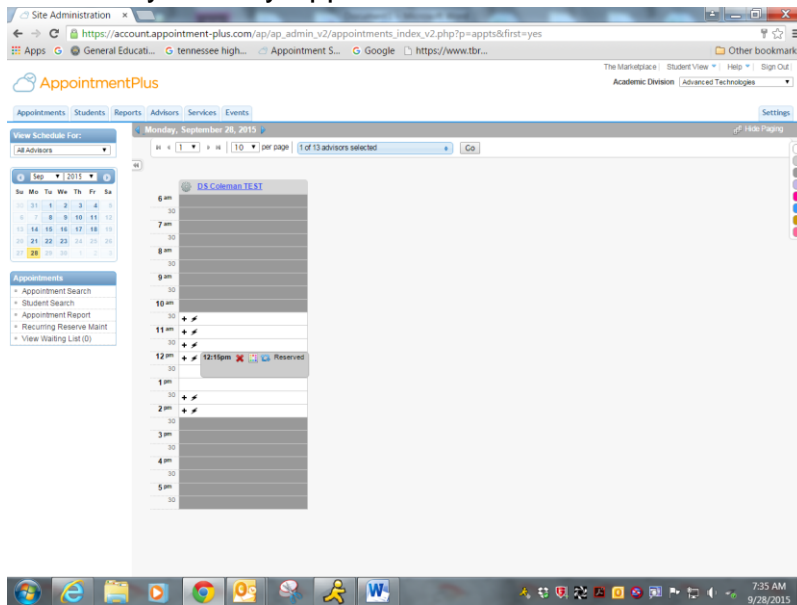 Site Administration ×
https://account.appointment-plus.com/ap/ap_admin_v2/appointments_index_v2.php?p=appts&first=yes
Apps G General Educati... G tennessee high... Appointment S... G Google https://www.tbr... Other bookmark
The Marketplace | Student View | Help | Sign Out
AppointmentPlus
Academic Division Advanced Technologies
Appointments Students Reports Advisors Services Events Settings
View Schedule For:
All Advisors
Monday, September 28, 2015
Hide Paging
1 10 per page 1 of 13 advisors selected Go
Sep 2015
Su Mo Tu We Th Fr Sa
30 31 1 2 3 4 5
6 7 8 9 10 11 12
13 14 15 16 17 18 19
20 21 22 23 24 25 26
27 28 29 30 1 2 3
Appointments
Appointment Search
Student Search
Appointment Report
Recurring Reserve Maint
View Waiting List (0)
DS Coleman TEST
6 am
30
7 am
30
8 am
30
9 am
30
10 am
30
11 am
30
12 pm 12:15pm Reserved
30
1 pm
30
2 pm
30
3 pm
30
4 pm
30
5 pm
30
7:35 AM
9/28/2015